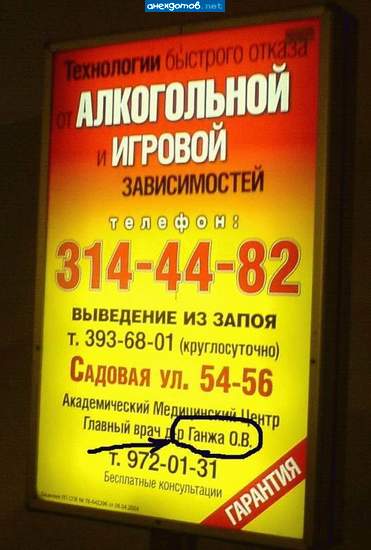 анекдотов.net
Технологии быстрого отказа
от АЛКОГОЛЬНОЙ
и ИГРОВОЙ
ЗАВИСИМОСТЕЙ
телефон:
314-44-82
ВЫВЕДЕНИЕ ИЗ ЗАПОЯ
т. 393-68-01 (круглосуточно)
Садовая ул. 54-56
Академический Медицинский Центр
Главный врач д-р Ганжа О.В.
т. 972-01-31
Бесплатные консультации
ГАРАНТИЯ